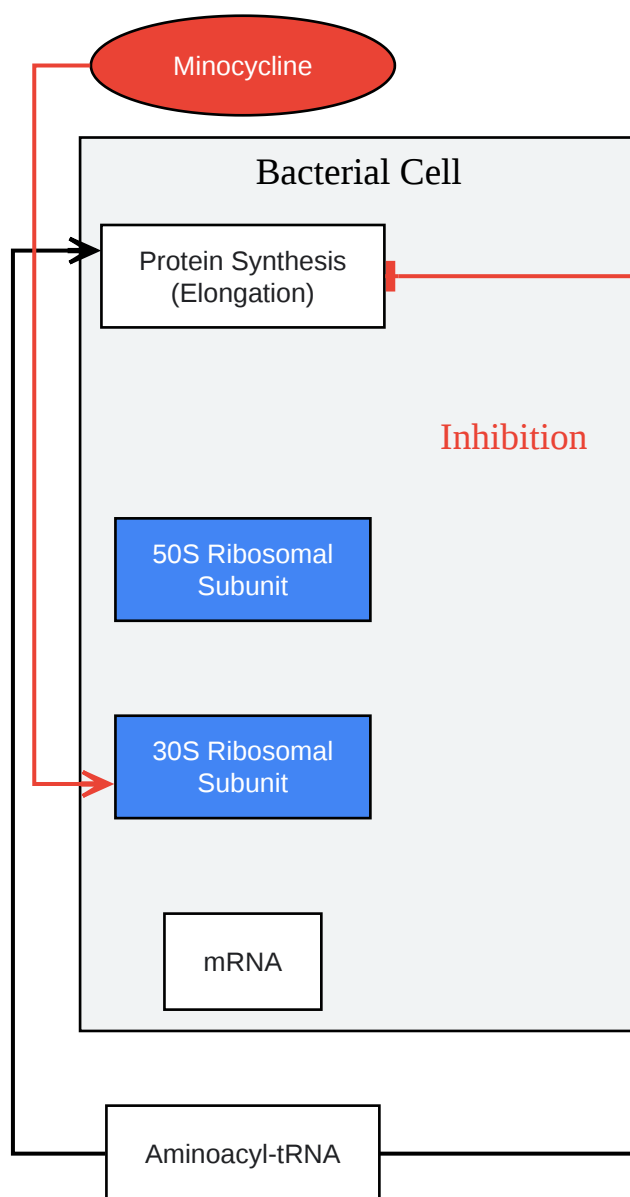 Minocycline
Bacterial Cell
Protein Synthesis
(Elongation)
Inhibition
50S Ribosomal
Subunit
30S Ribosomal
Subunit
mRNA
Aminoacyl-tRNA